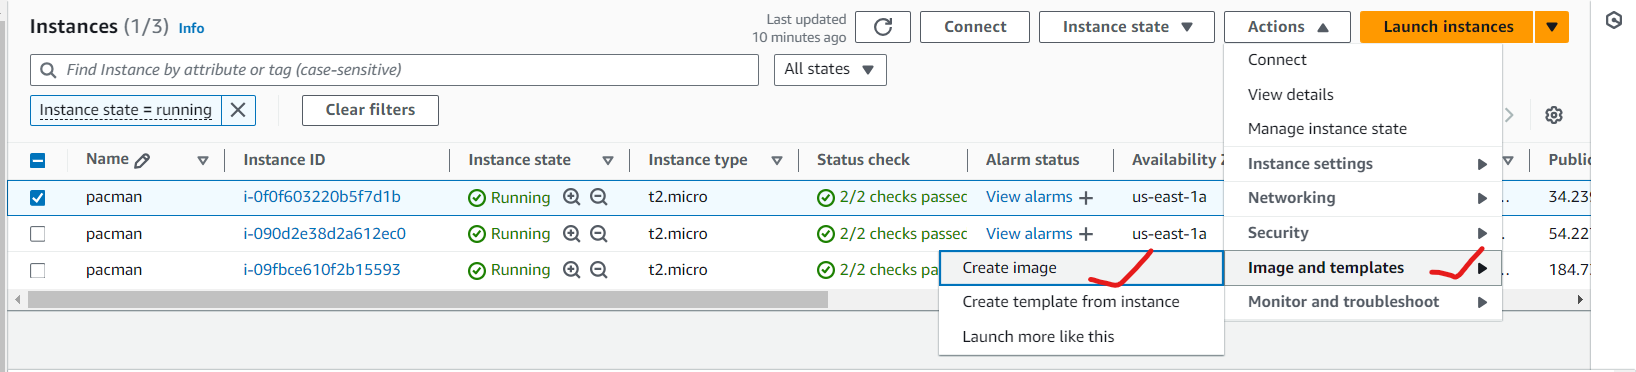 Instances (1/3) Info
Last updated
10 minutes ago
Connect
Instance state
Actions
Launch instances
Find Instance by attribute or tag (case-sensitive)
All states
Instance state = running
Clear filters
Connect
View details
Manage instance state
Instance settings
Networking
Security
Image and templates
Monitor and troubleshoot
Create image
Create template from instance
Launch more like this
Name Instance ID Instance state Instance type Status check Alarm status Availability Z Public
pacman i-0f0f603220b5f7d1b Running t2.micro 2/2 checks passec View alarms + us-east-1a .. 34.239
pacman i-090d2e38d2a612ec0 Running t2.micro 2/2 checks passec View alarms + us-east-1a .. 54.227
pacman i-09fbce610f2b15593 Running t2.micro 2/2 checks pa .. 184.73